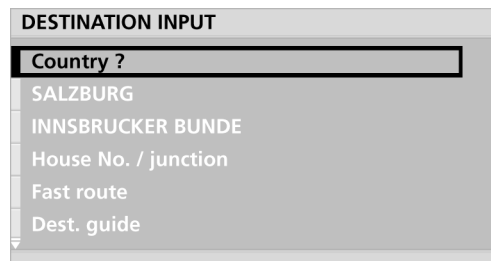 DESTINATION INPUT
Country ?
SALZBURG
INNSBRUCKER BUNDE
House No. / junction
Fast route
Dest. guide